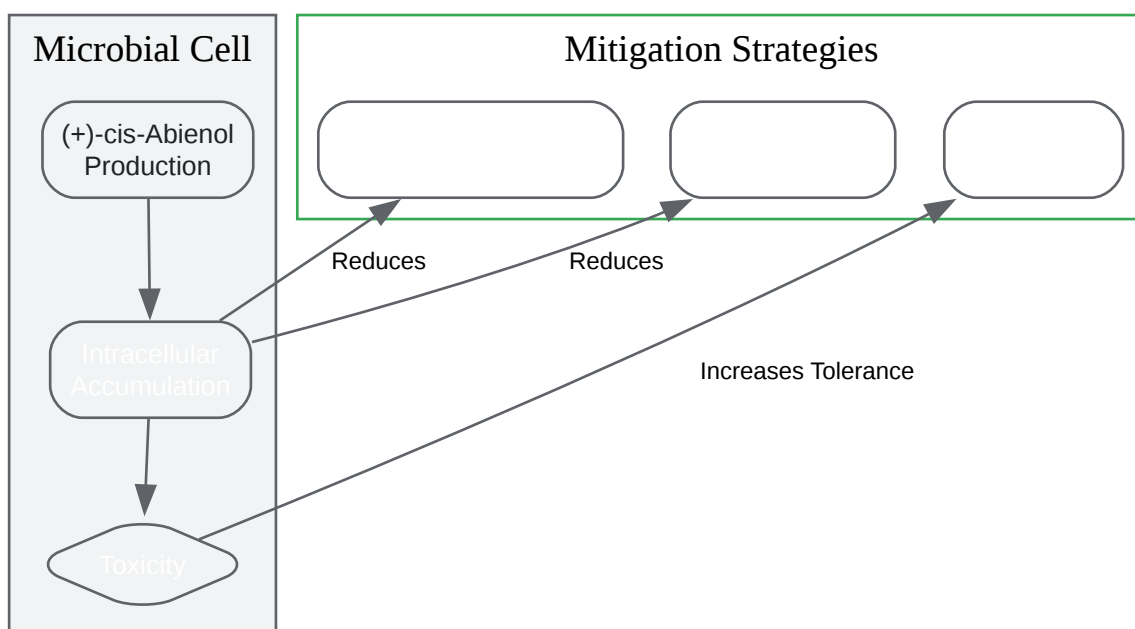 Microbial Cell
Mitigation Strategies
(+)-cis-Abienol
Production
Reduces
Reduces
Intracellular
Accumulation
Increases Tolerance
Toxicity